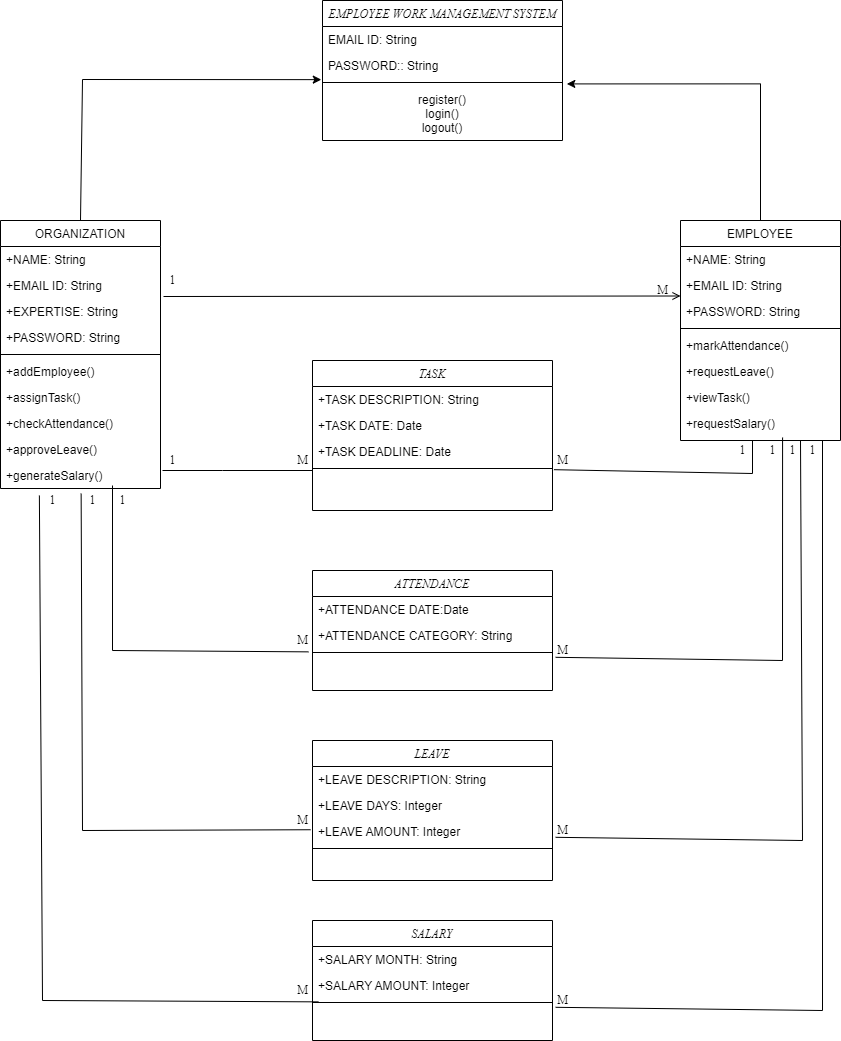 EMPLOYEE WORK MANAGEMENT SYSTEM
EMAIL ID: String
PASSWORD:: String
register()
login()
logout()
ORGANIZATION
+NAME: String
+EMAIL ID: String
+EXPERTISE: String
+PASSWORD: String
+addEmployee()
+assignTask()
+checkAttendance()
+approveLeave()
+generateSalary()
EMPLOYEE
+NAME: String
+EMAIL ID: String
+PASSWORD: String
+markAttendance()
+requestLeave()
+viewTask()
+requestSalary()
1
M
TASK
+TASK DESCRIPTION: String
+TASK DATE: Date
+TASK DEADLINE: Date
1
M
M
1
1
1
1
1
1
1
ATTENDANCE
+ATTENDANCE DATE:Date
+ATTENDANCE CATEGORY: String
M
M
LEAVE
+LEAVE DESCRIPTION: String
+LEAVE DAYS: Integer
+LEAVE AMOUNT: Integer
M
M
SALARY
+SALARY MONTH: String
+SALARY AMOUNT: Integer
M
M